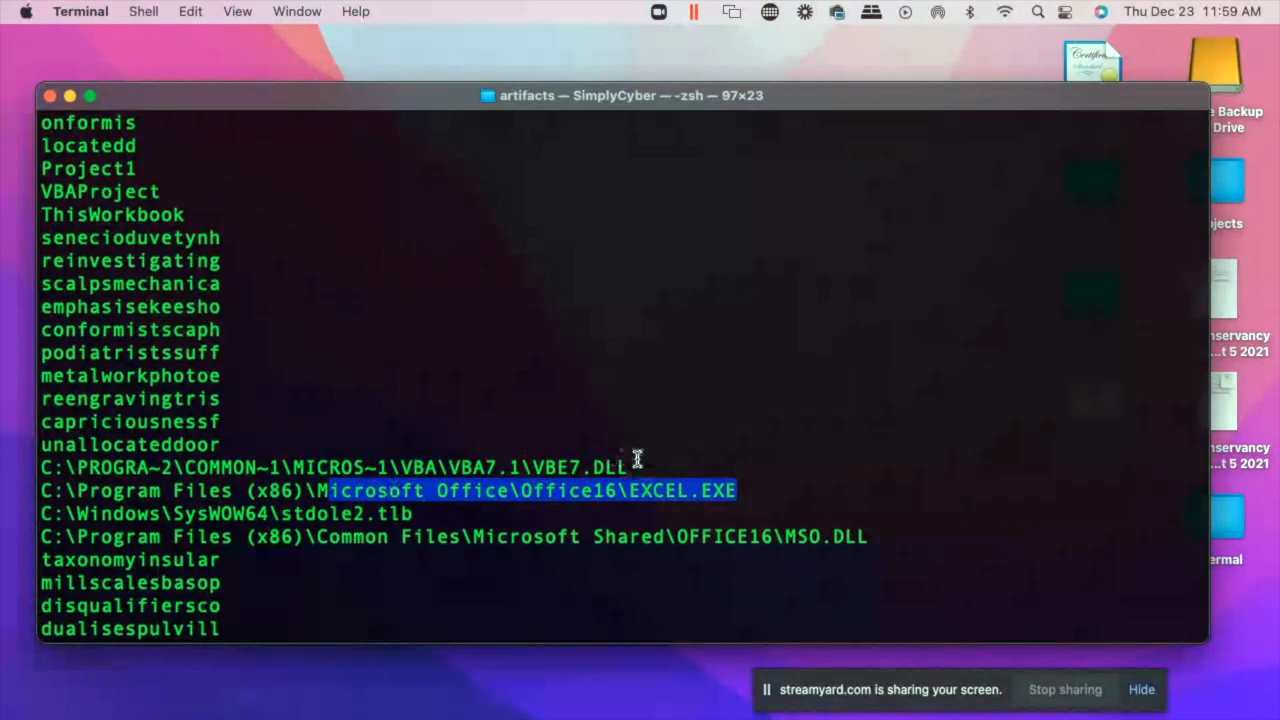 Terminal Shell Edit View Window Help Thu Dec 23 11:59 AM
artifacts — SimplyCyber — -zsh — 97×23
onformis
locatedd
Project1
VBAProject
ThisWorkbook
senecioduvetynh
reinvestigating
scalpsmechanica
emphasisekeesho
conformistscaph
podiatristssuff
metalworkphotoe
reengravingtris
capriciousnessf
unallocateddoor
C:\PROGRA~2\COMMON~1\MICROS~1\VBA\VBA7.1\VBE7.DLL
C:\Program Files (x86)\Microsoft Office\Office16\EXCEL.EXE
C:\Windows\SysWOW64\stdole2.tlb
C:\Program Files (x86)\Common Files\Microsoft Shared\OFFICE16\MSO.DLL
taxonomyinsular
millscalesbasop
disqualifiersco
dualisespulvill
e Backup
Drive
jects
nservancy
...t 5 2021
nservancy
...t 5 2021
ermal
streamyard.com is sharing your screen. Stop sharing Hide